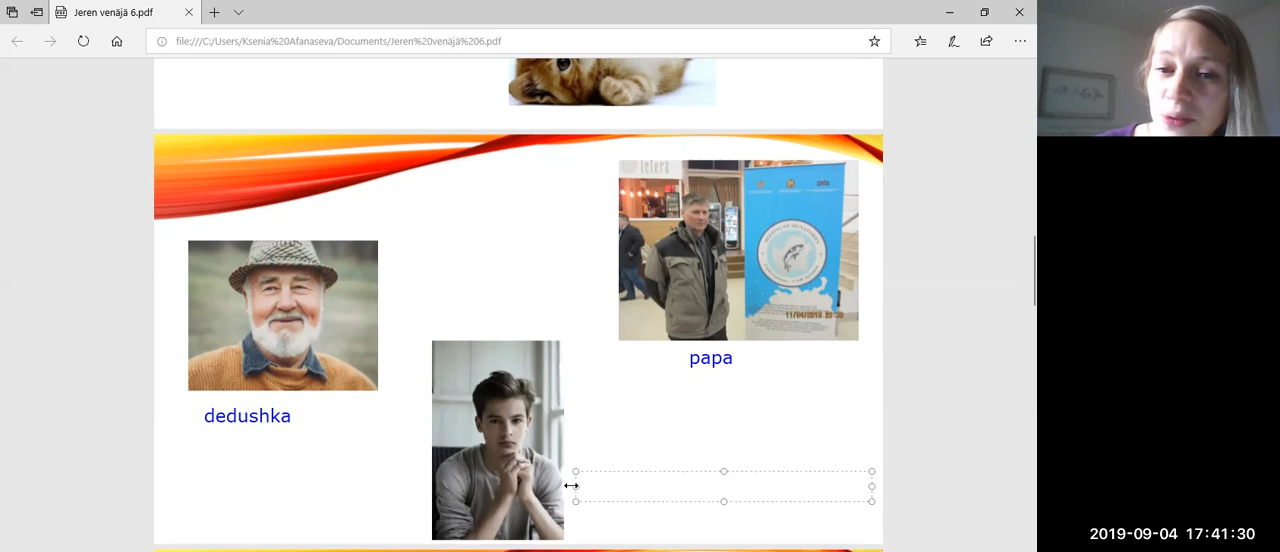 Jeren venäjä 6.pdf
file:///C:/Users/Ksenia%20Afanaseva/Documents/Jeren%20venäjä%206.pdf
papa
dedushka
2019-09-04 17:41:30